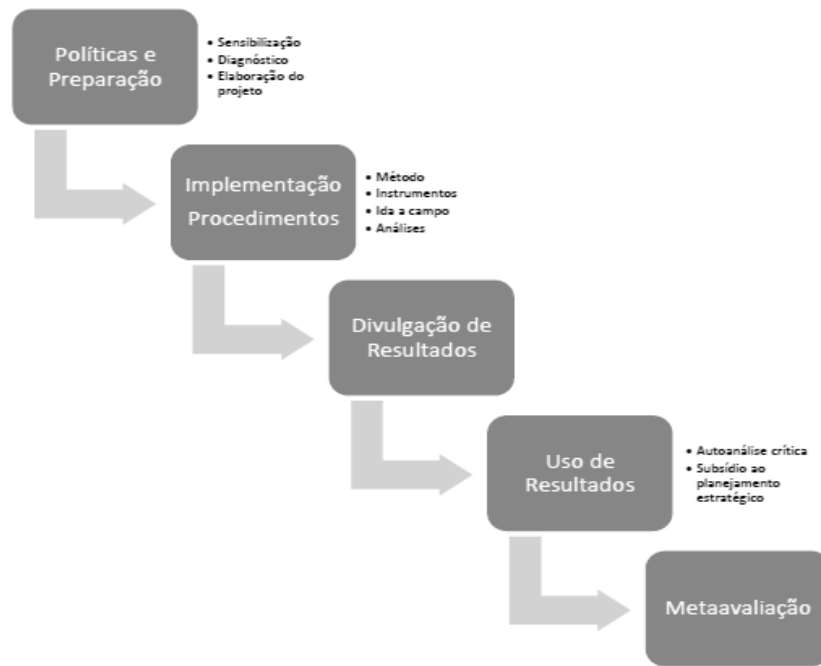 Políticas e
Preparação
• Sensibilização
• Diagnóstico
• Elaboração do
projeto
Implementação
Procedimentos
• Método
• Instrumentos
• Ida a campo
• Análises
Divulgação de
Resultados
Uso de
Resultados
• Autoanálise crítica
• Subsídio ao
planejamento
estratégico
Metaavaliação